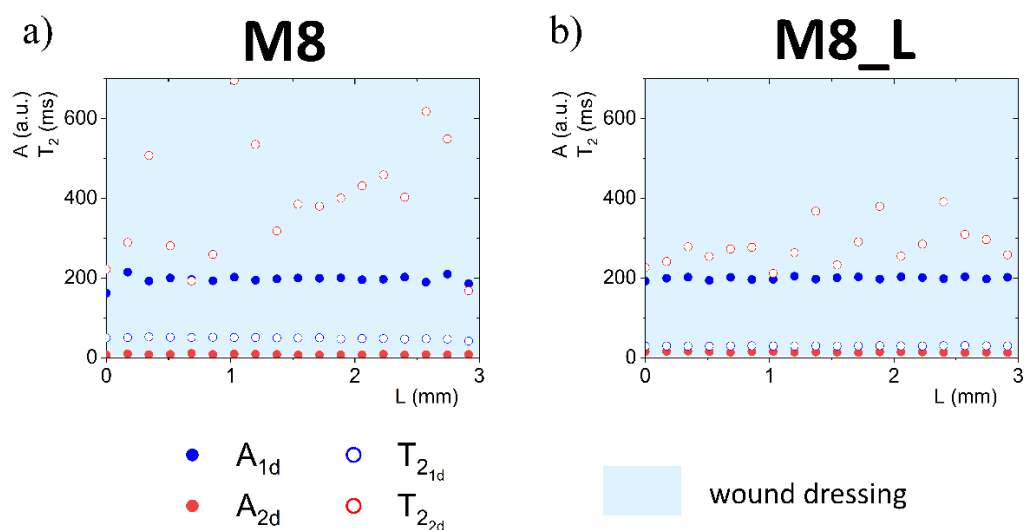 a) M8
A (a.u.)
T₂ (ms)
600
400
200
0
0 1 2 3
L (mm)
b) M8_L
A (a.u.)
T₂ (ms)
600
400
200
0
0 1 2 3
L (mm)
A1d T21d
A2d T22d
wound dressing